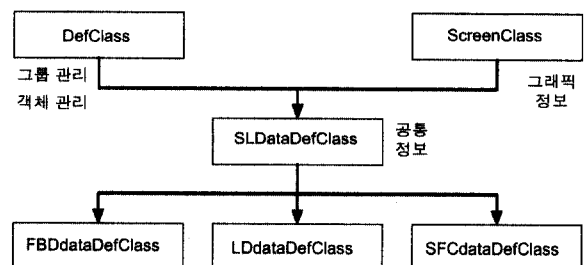 DefClass
ScreenClass
그룹 관리
객체 관리
그래픽
정보
SLDataDefClass
공통
정보
FBDdataDefClass
LDdataDefClass
SFCdataDefClass